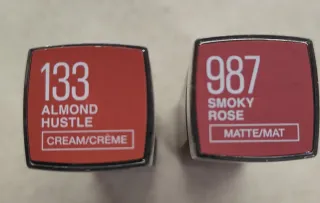 133
ALMOND
HUSTLE
CREAM/CRÈME
987
SMOKY
ROSE
MATTE/MAT